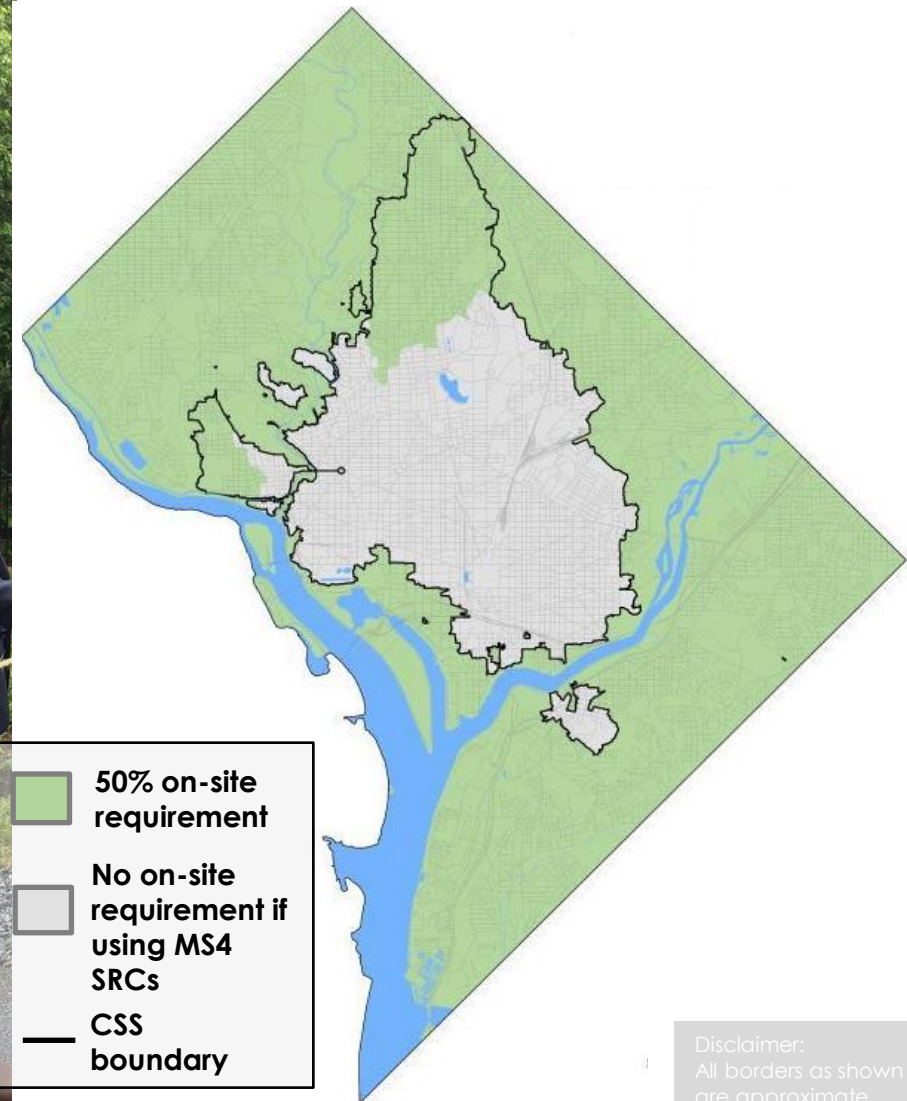 50% on-site
requirement
No on-site
requirement if
using MS4
SRCs
CSS
boundary
Disclaimer:
All borders as shown
are approximate